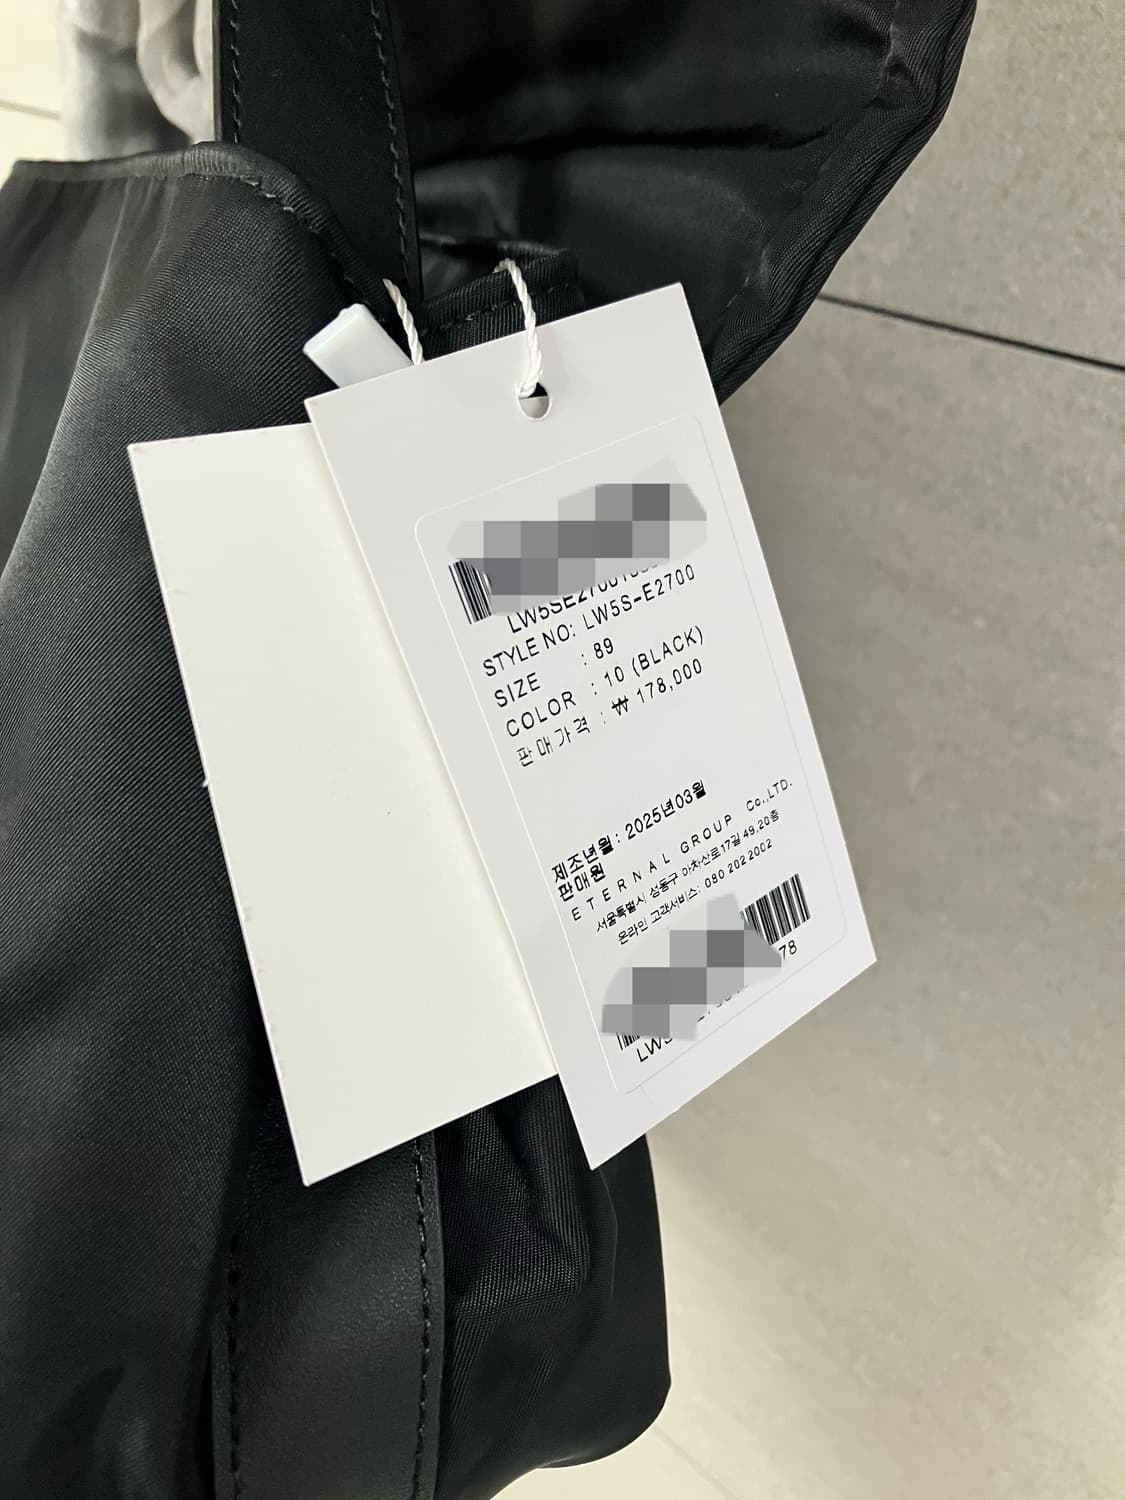 STYLE NO: LW5S-E2700
SIZE : 89
COLOR : 10 (BLACK)
판매가격 : ₩ 178,000
제조년월 : 2025년03월
판매원
ETERNAL GROUP Co.,LTD.
서울특별시 성동구 아차산로17길 49,20층
온라인 고객서비스: 080 202 2002
78